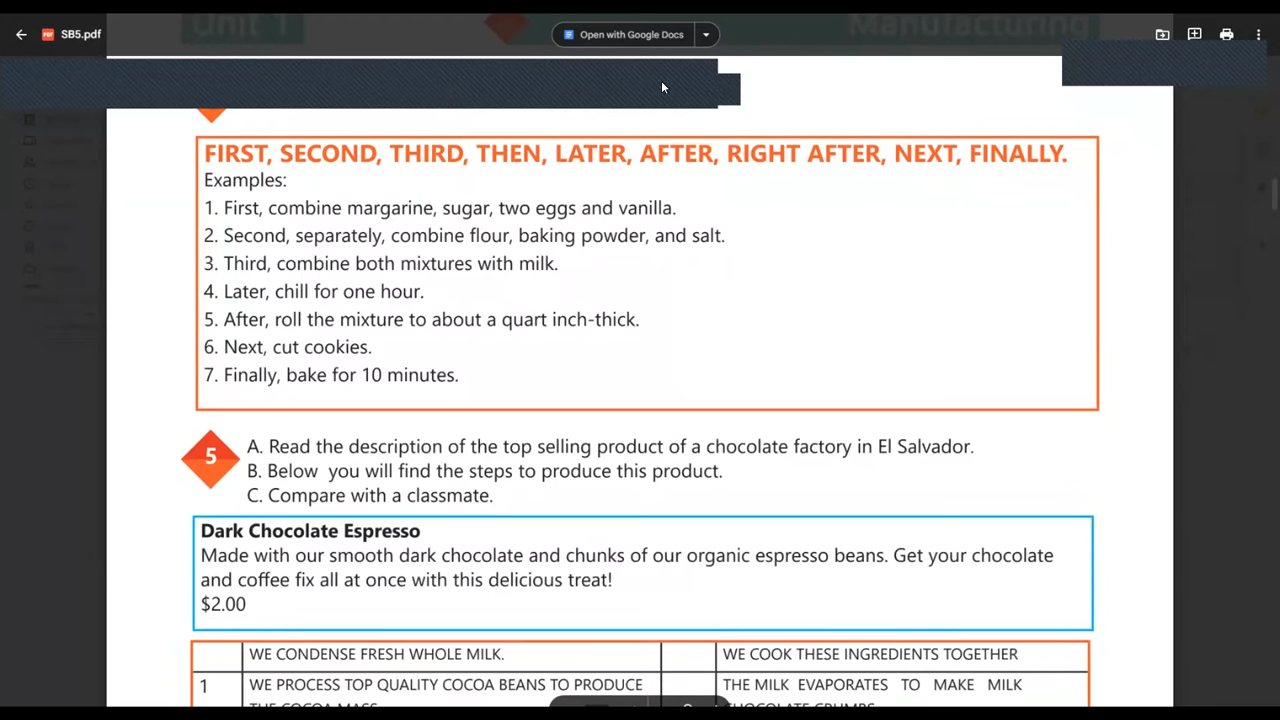 Unit 1
Manufacturing
SB5.pdf
Open with Google Docs
FIRST, SECOND, THIRD, THEN, LATER, AFTER, RIGHT AFTER, NEXT, FINALLY.
Examples:
1. First, combine margarine, sugar, two eggs and vanilla.
2. Second, separately, combine flour, baking powder, and salt.
3. Third, combine both mixtures with milk.
4. Later, chill for one hour.
5. After, roll the mixture to about a quart inch-thick.
6. Next, cut cookies.
7. Finally, bake for 10 minutes.
5
A. Read the description of the top selling product of a chocolate factory in El Salvador.
B. Below you will find the steps to produce this product.
C. Compare with a classmate.
Dark Chocolate Espresso
Made with our smooth dark chocolate and chunks of our organic espresso beans. Get your chocolate
and coffee fix all at once with this delicious treat!
$2.00
WE CONDENSE FRESH WHOLE MILK.
WE COOK THESE INGREDIENTS TOGETHER
1
WE PROCESS TOP QUALITY COCOA BEANS TO PRODUCE
THE COCOA MASS
THE MILK EVAPORATES TO MAKE MILK
CHOCOLATE CRUMBS